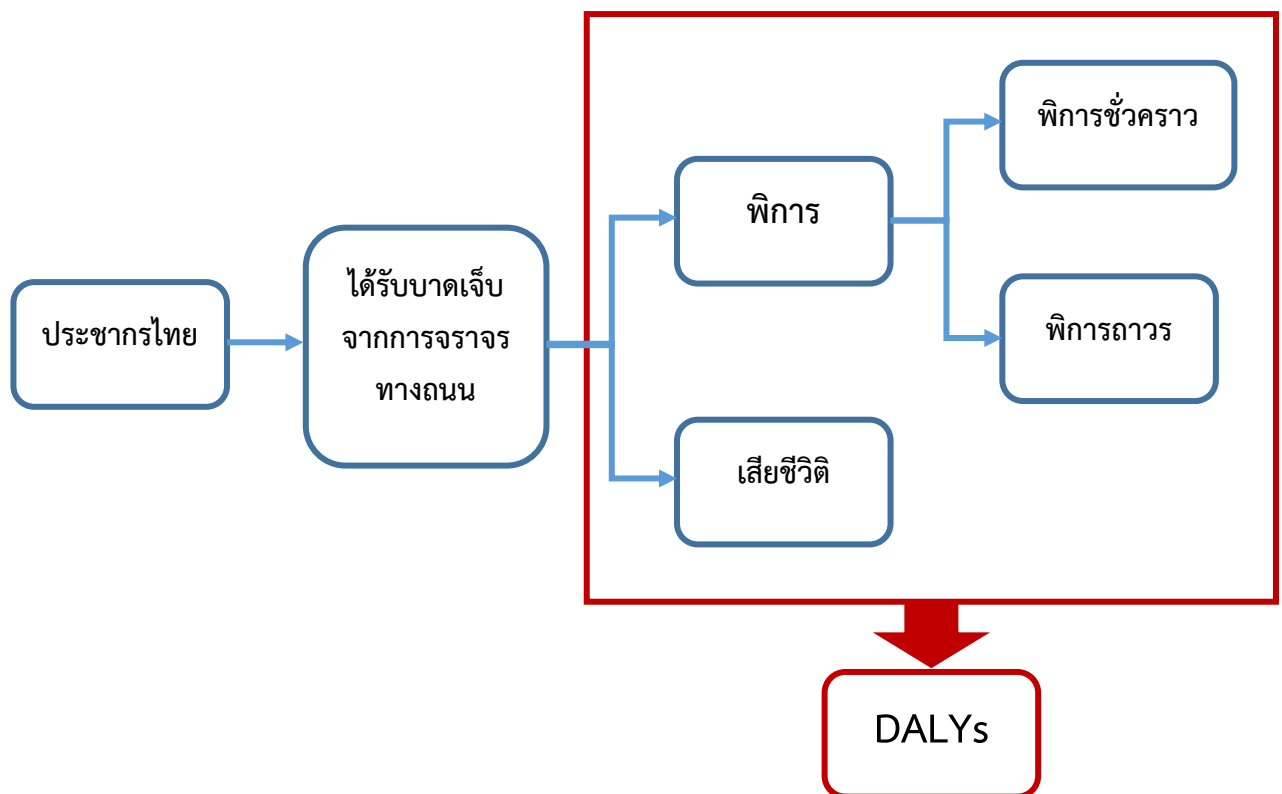 ประชากรไทย
ได้รับบาดเจ็บ
จากการจราจร
ทางถนน
พิการ
เสียชีวิติ
พิการชั่วคราว
พิการถาวร
DALYs